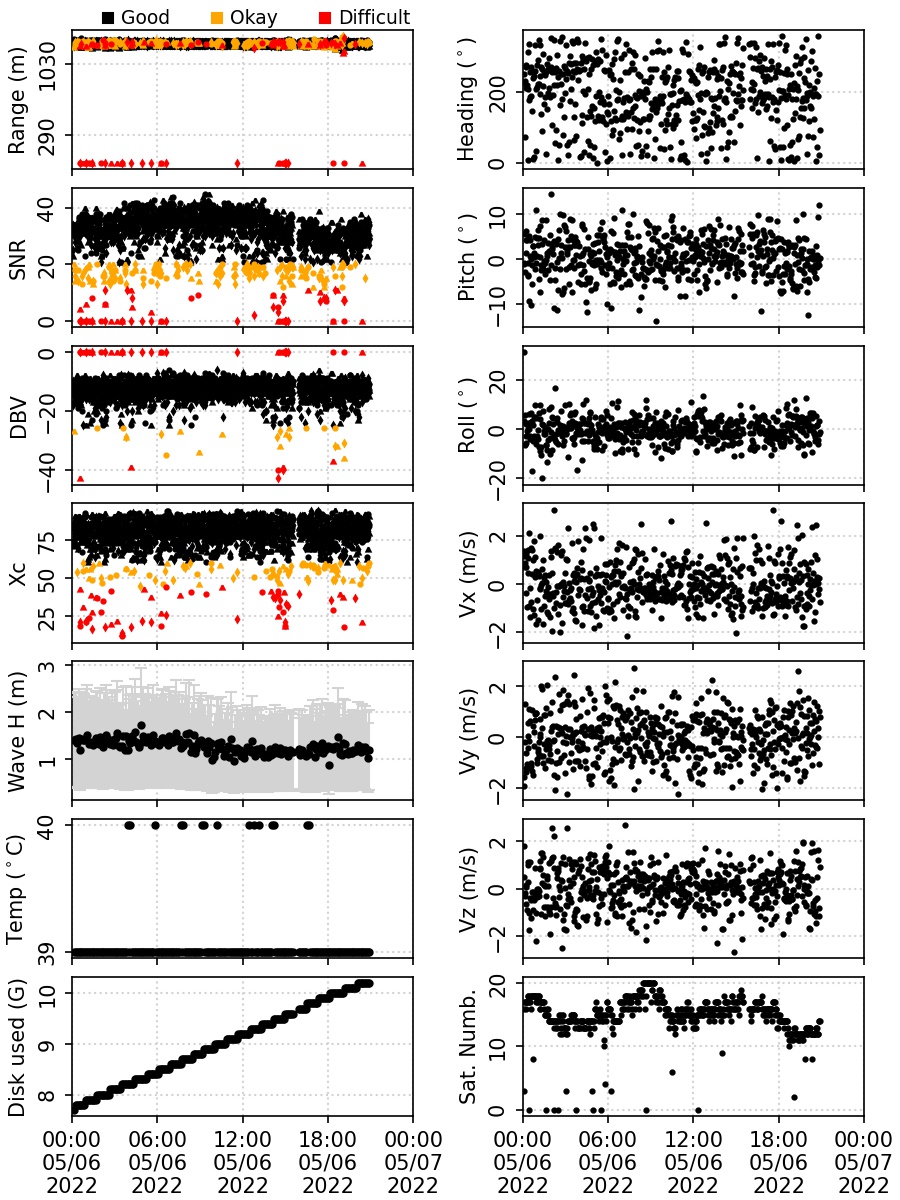 Good Okay Difficult
Range (m)
1030
290
Heading (°)
200
0
SNR
40
20
0
Pitch (°)
10
0
−10
DBV
0
−20
−40
Roll (°)
20
0
−20
Xc
75
50
25
Vx (m/s)
2
0
−2
Wave H (m)
3
2
1
Vy (m/s)
2
0
−2
Temp (°C)
40
39
Vz (m/s)
2
0
−2
Disk used (G)
10
9
8
Sat. Numb.
20
10
0
00:00 06:00 12:00 18:00 00:00
05/06 05/06 05/06 05/06 05/07
2022 2022 2022 2022 2022
00:00 06:00 12:00 18:00 00:00
05/06 05/06 05/06 05/06 05/07
2022 2022 2022 2022 2022